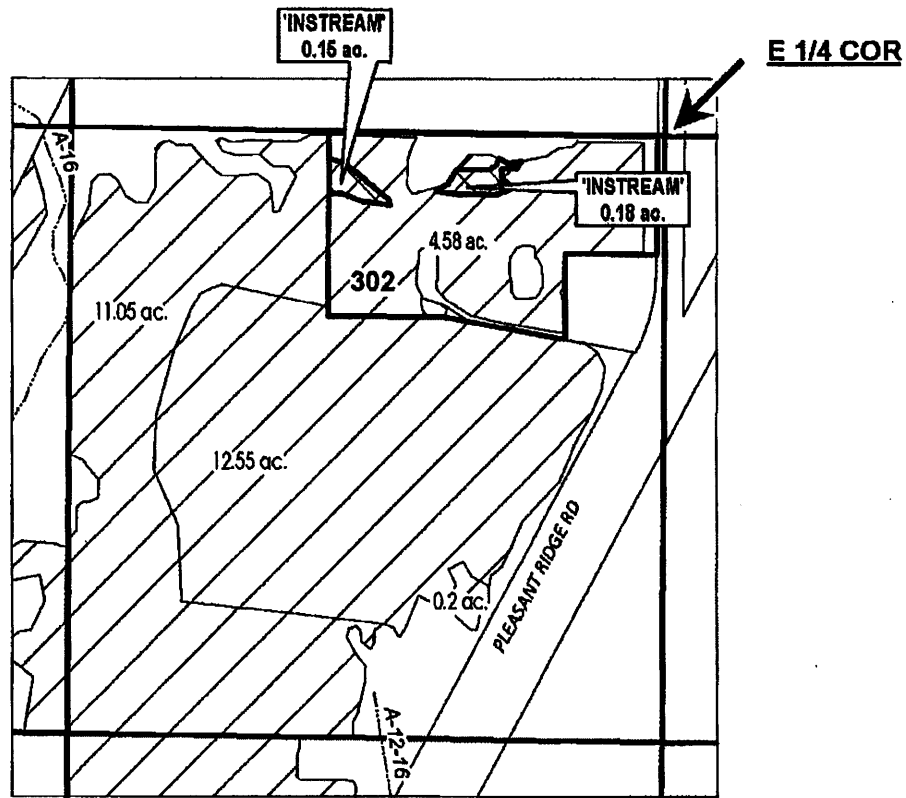 'INSTREAM'
0.15 ac.
E 1/4 COR
A-16
'INSTREAM'
0.18 ac.
4.58 ac.
302
11.05 ac.
12.55 ac.
0.2 ac.
PLEASANT RIDGE RD
A-12-16